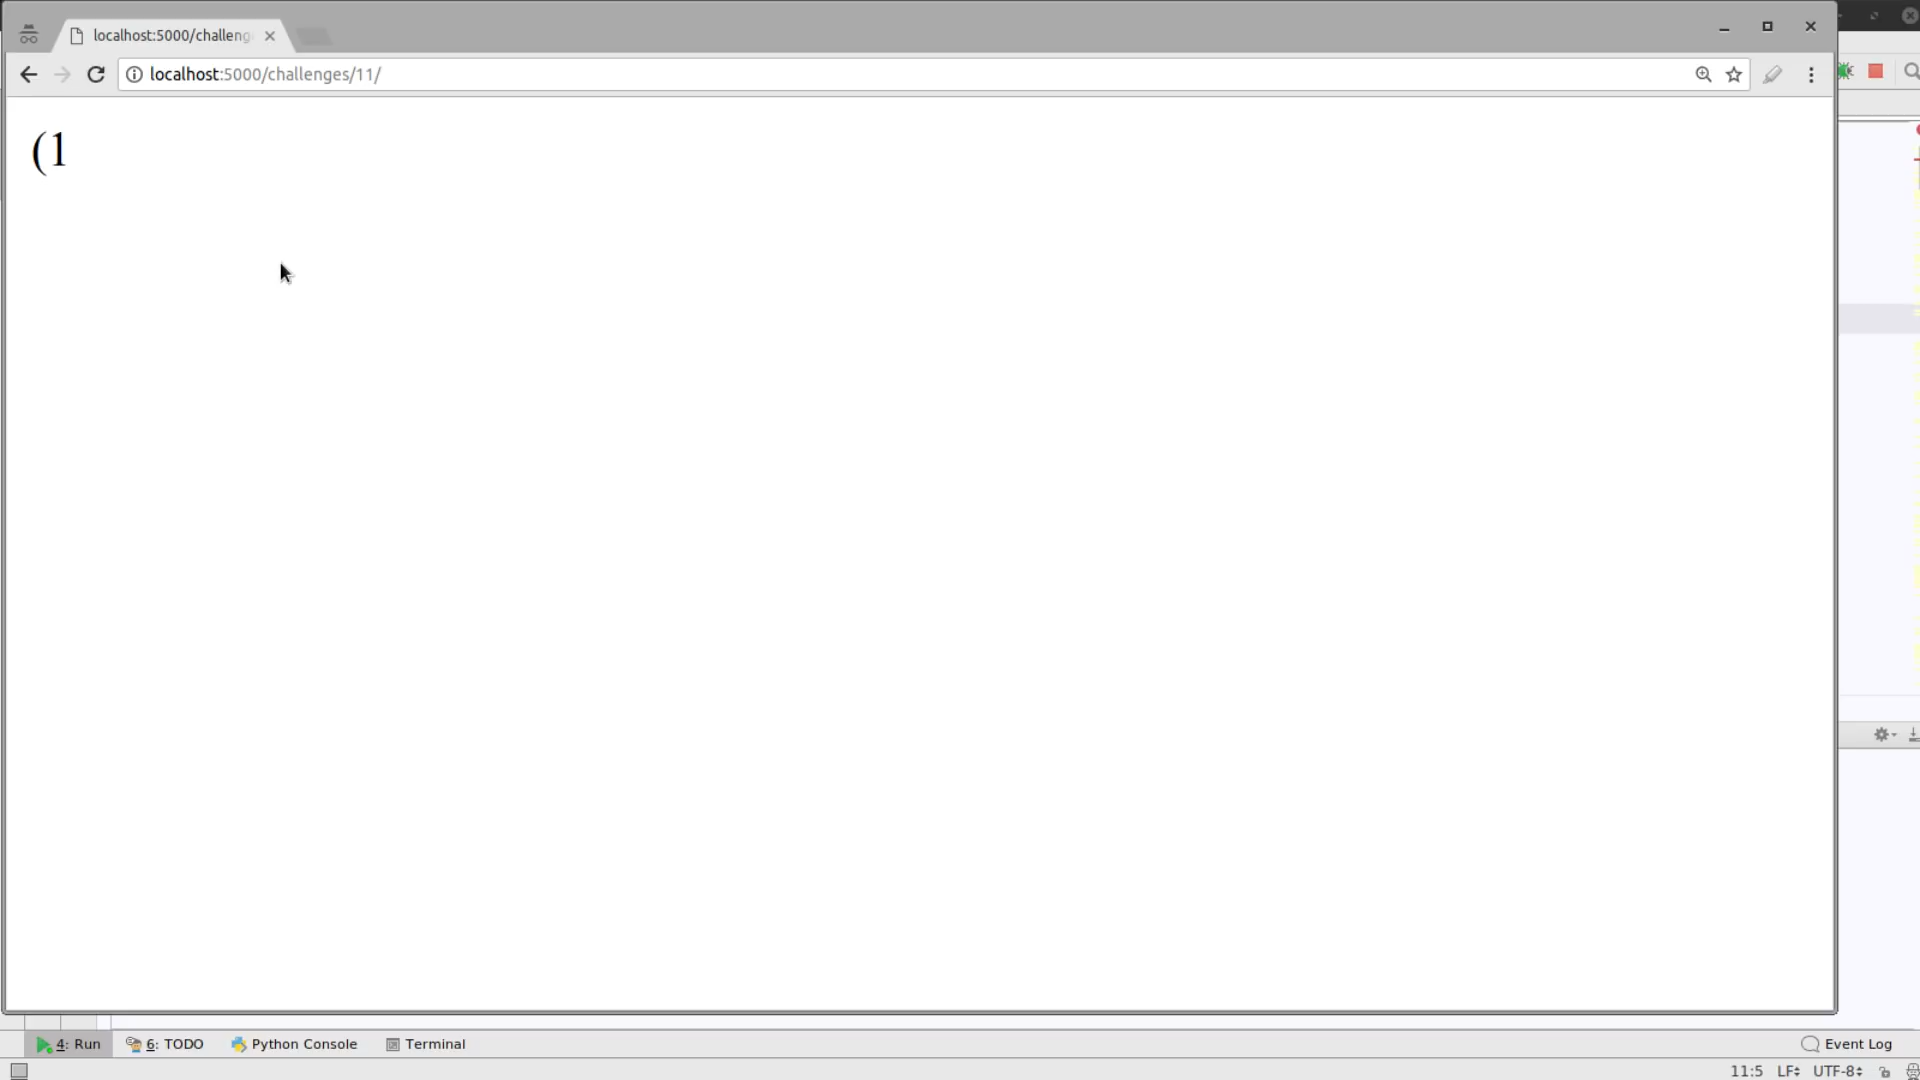 localhost:5000/challeng
localhost:5000/challenges/11/
(1
4: Run
6: TODO
Python Console
Terminal
Event Log
11:5
LF
UTF-8